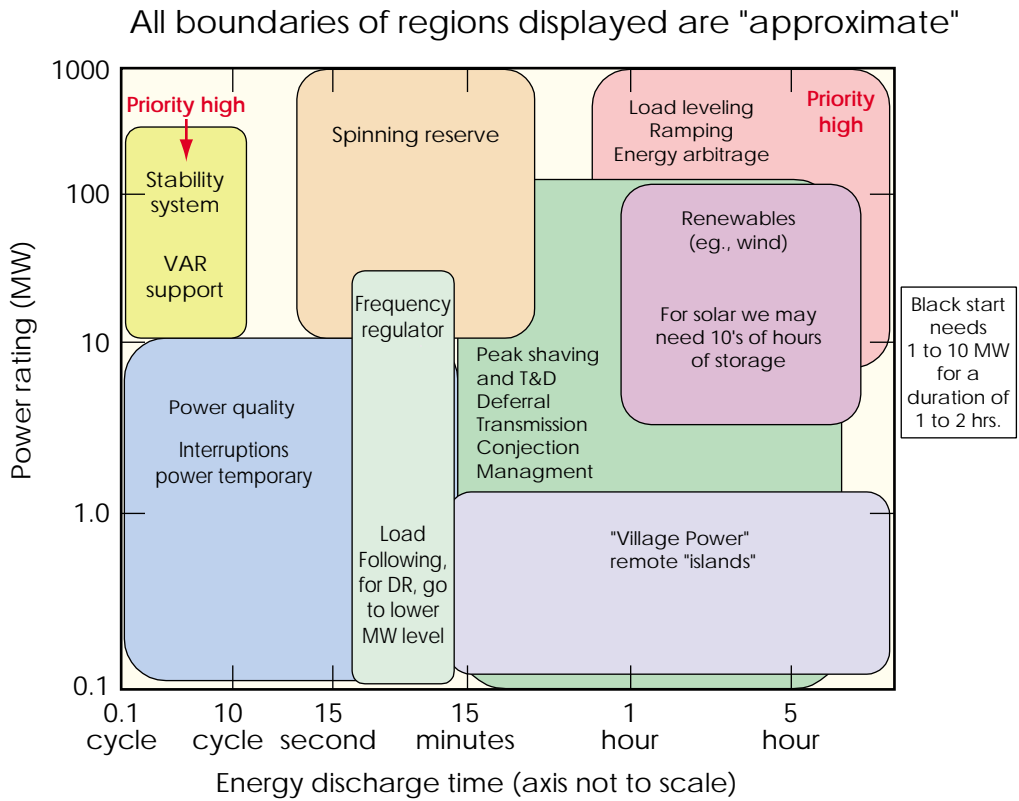 All boundaries of regions displayed are "approximate"
Power rating (MW)
1000
100
10
1.0
0.1
Priority high
Stability
system
VAR
support
Spinning reserve
Load leveling
Ramping
Energy arbitrage
Priority
high
Renewables
(eg., wind)
For solar we may
need 10's of hours
of storage
Frequency
regulator
Load
Following,
for DR, go
to lower
MW level
Peak shaving
and T&D
Deferral
Transmission
Conjection
Managment
Power quality
Interruptions
power temporary
"Village Power"
remote "islands"
Black start
needs
1 to 10 MW
for a
duration of
1 to 2 hrs.
0.1
cycle
10
cycle
15
second
15
minutes
1
hour
5
hour
Energy discharge time (axis not to scale)